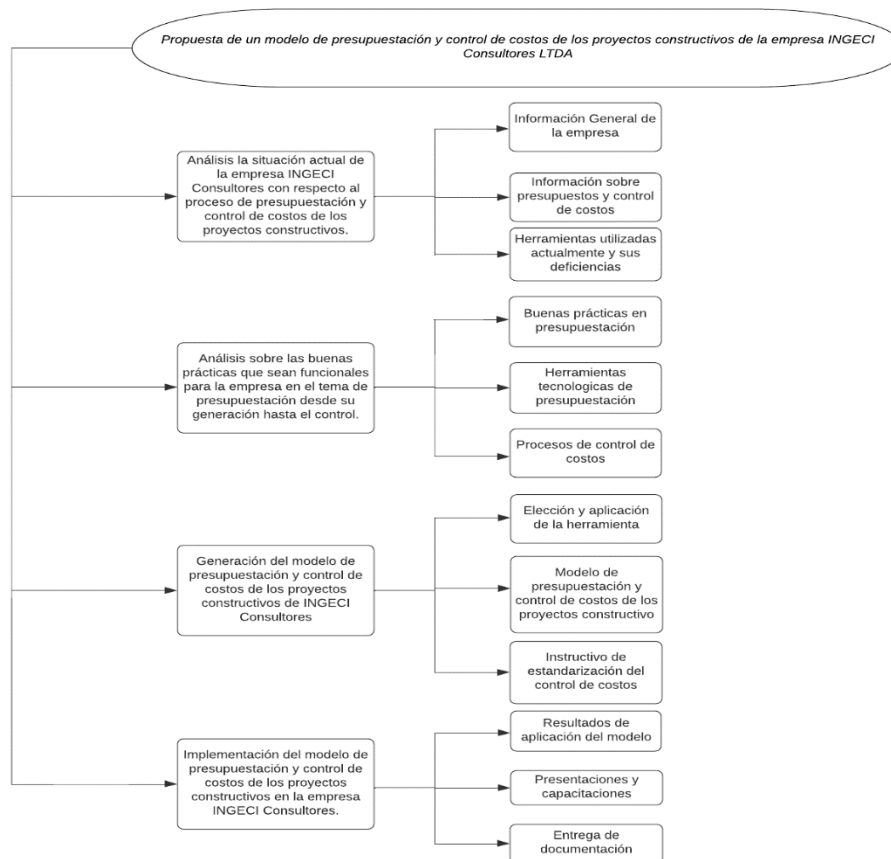 Propuesta de un modelo de presupuestación y control de costos de los proyectos constructivos de la empresa INGECI
Consultores LTDA
Análisis la situación actual de
la empresa INGECI
Consultores con respecto al
proceso de presupuestación y
control de costos de los
proyectos constructivos.
Información General de
la empresa
Información sobre
presupuestos y control
de costos
Herramientas utilizadas
actualmente y sus
deficiencias
Análisis sobre las buenas
prácticas que sean funcionales
para la empresa en el tema de
presupuestación desde su
generación hasta el control.
Buenas prácticas en
presupuestación
Herramientas
tecnologicas de
presupuestación
Procesos de control de
costos
Generación del modelo de
presupuestación y control de
costos de los proyectos
constructivos de INGECI
Consultores
Elección y aplicación
de la herramienta
Modelo de
presupuestación y
control de costos de los
proyectos constructivo
Instructivo de
estandarización del
control de costos
Implementación del modelo de
presupuestación y control de
costos de los proyectos
constructivos en la empresa
INGECI Consultores.
Resultados de
aplicación del modelo
Presentaciones y
capacitaciones
Entrega de
documentación